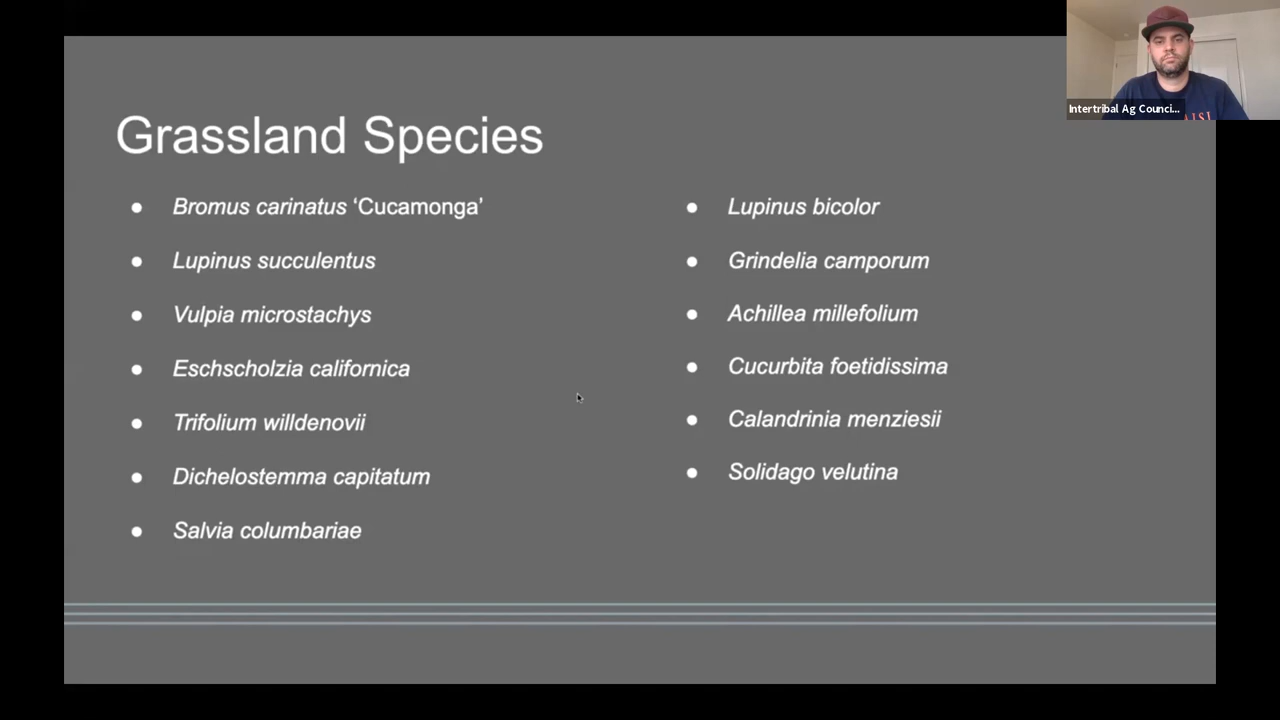 Grassland Species
Bromus carinatus ‘Cucamonga’
Lupinus succulentus
Vulpia microstachys
Eschscholzia californica
Trifolium willdenovii
Dichelostemma capitatum
Salvia columbariae
Lupinus bicolor
Grindelia camporum
Achillea millefolium
Cucurbita foetidissima
Calandrinia menziesii
Solidago velutina
Intertribal Ag Counci...